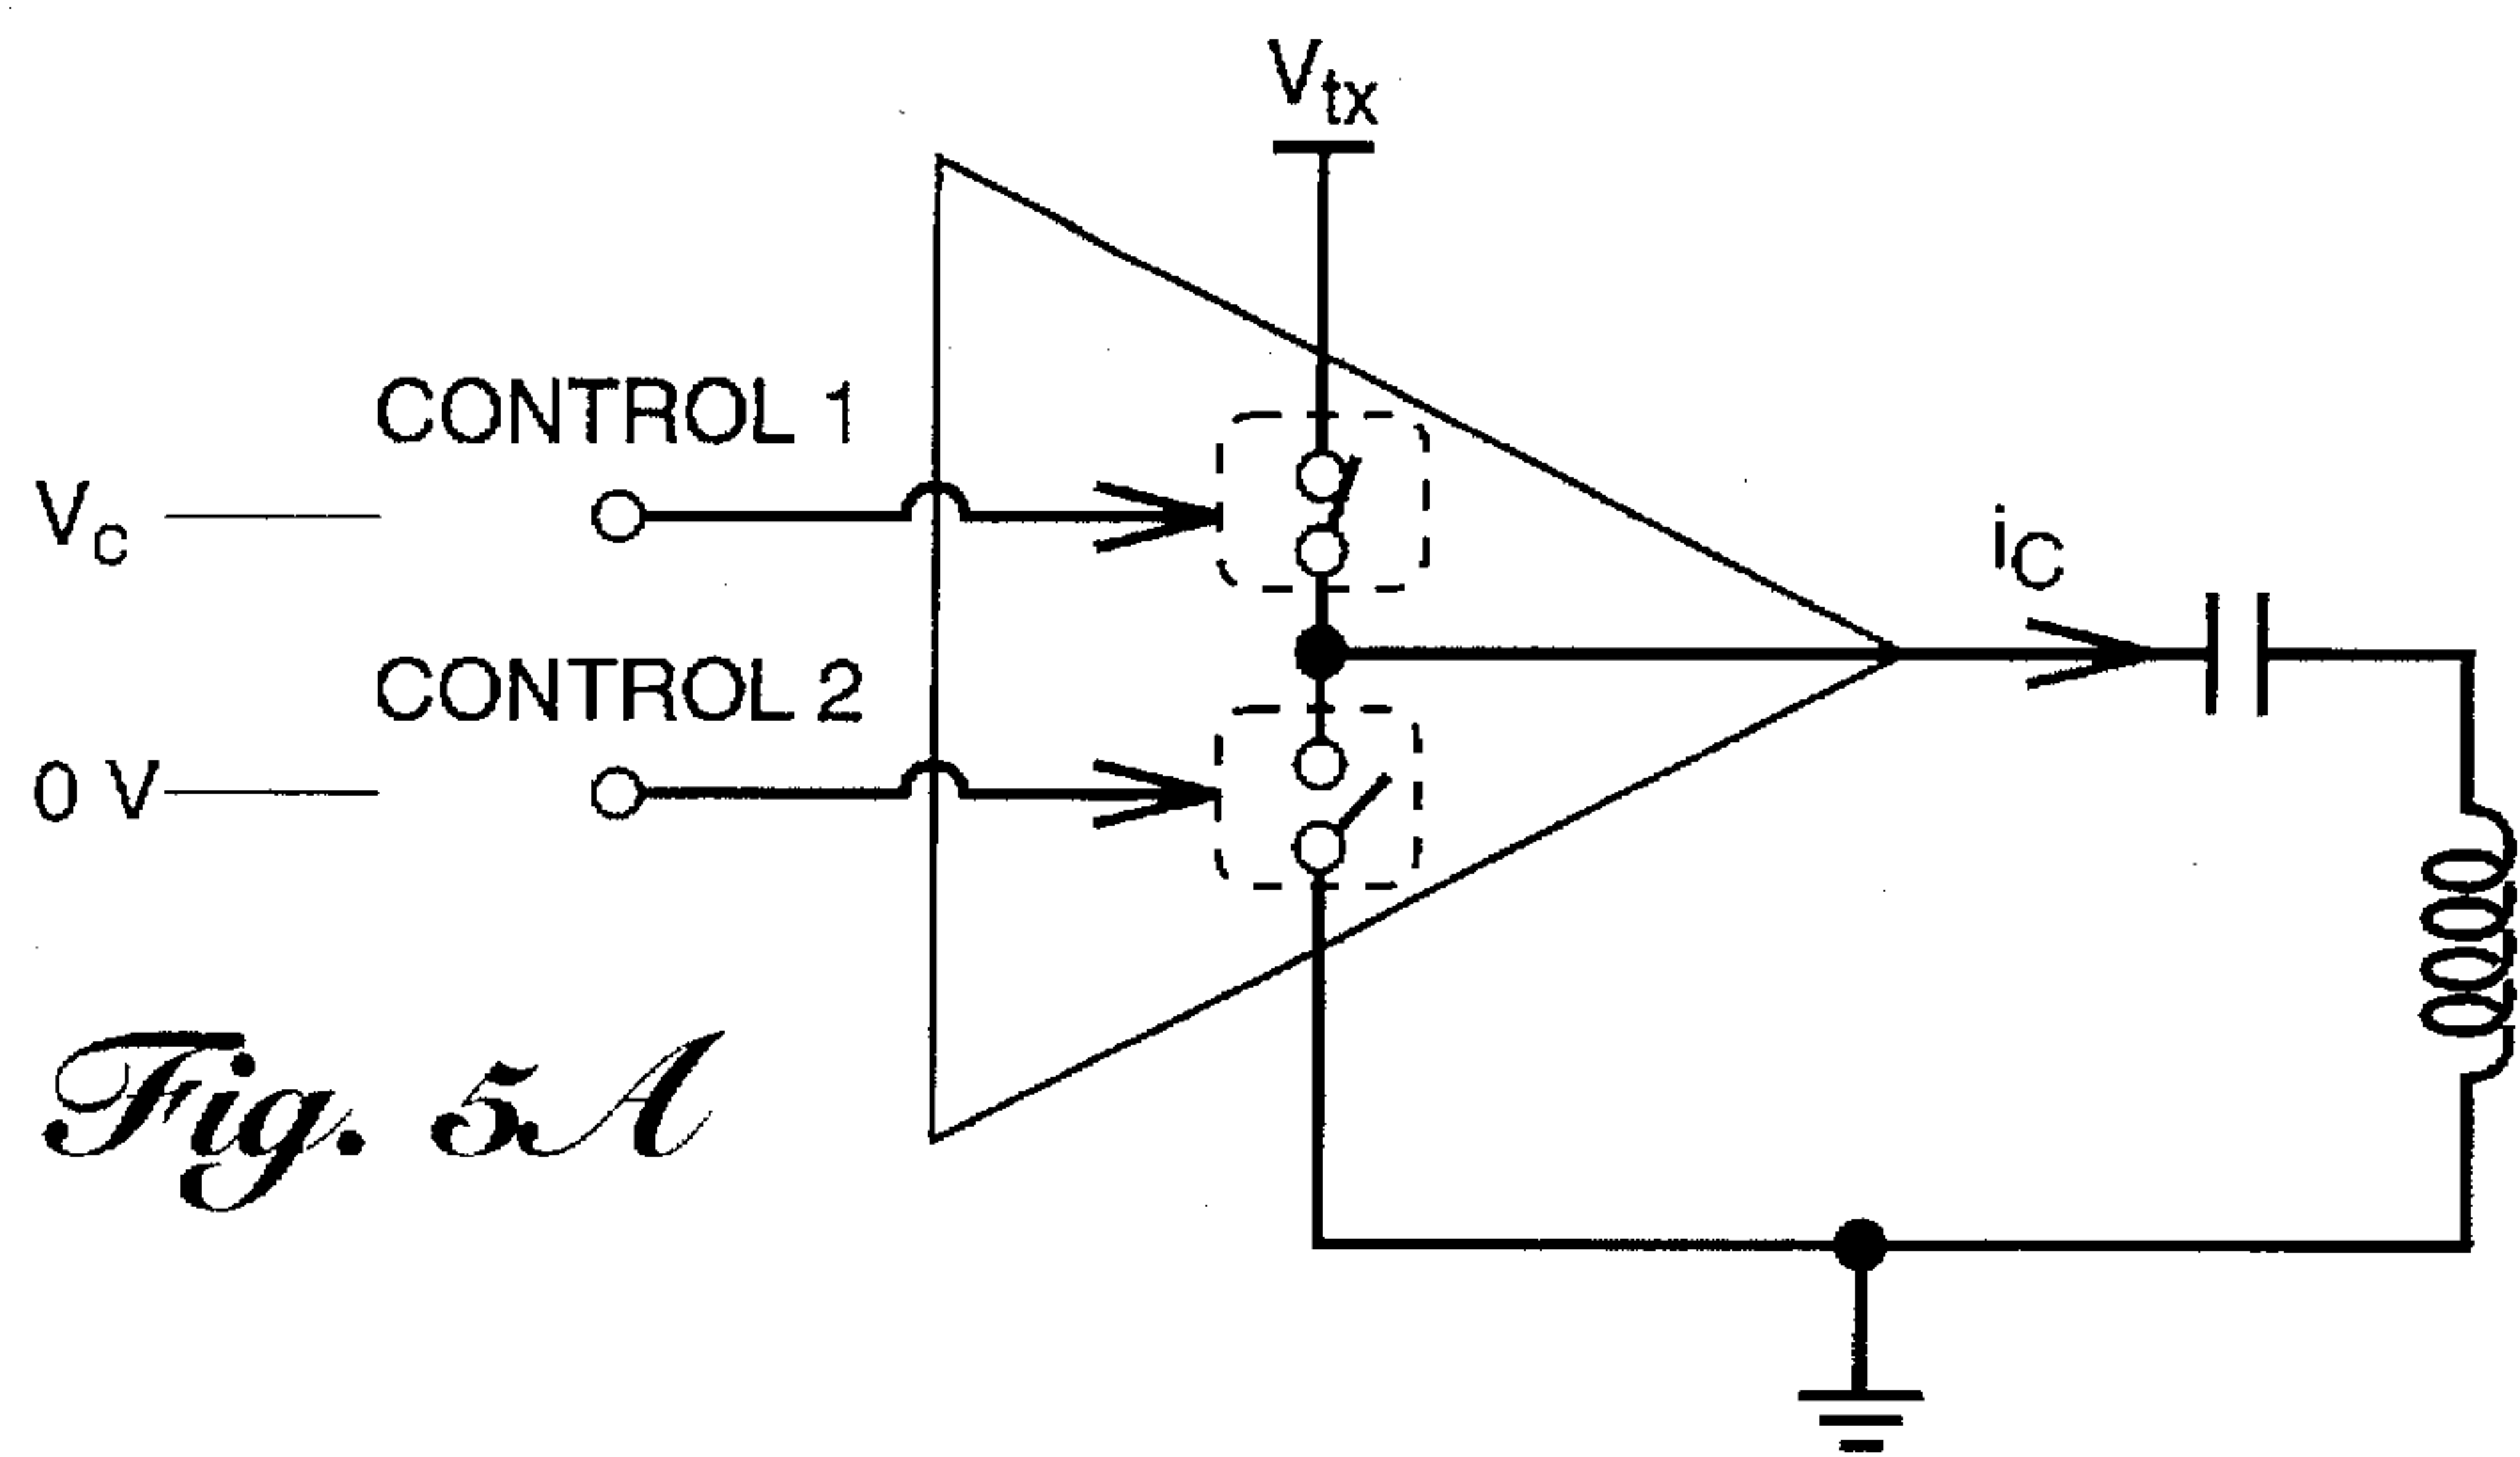 Vtx
CONTROL 1
VC
iC
CONTROL 2
0 V
Fig. 5A